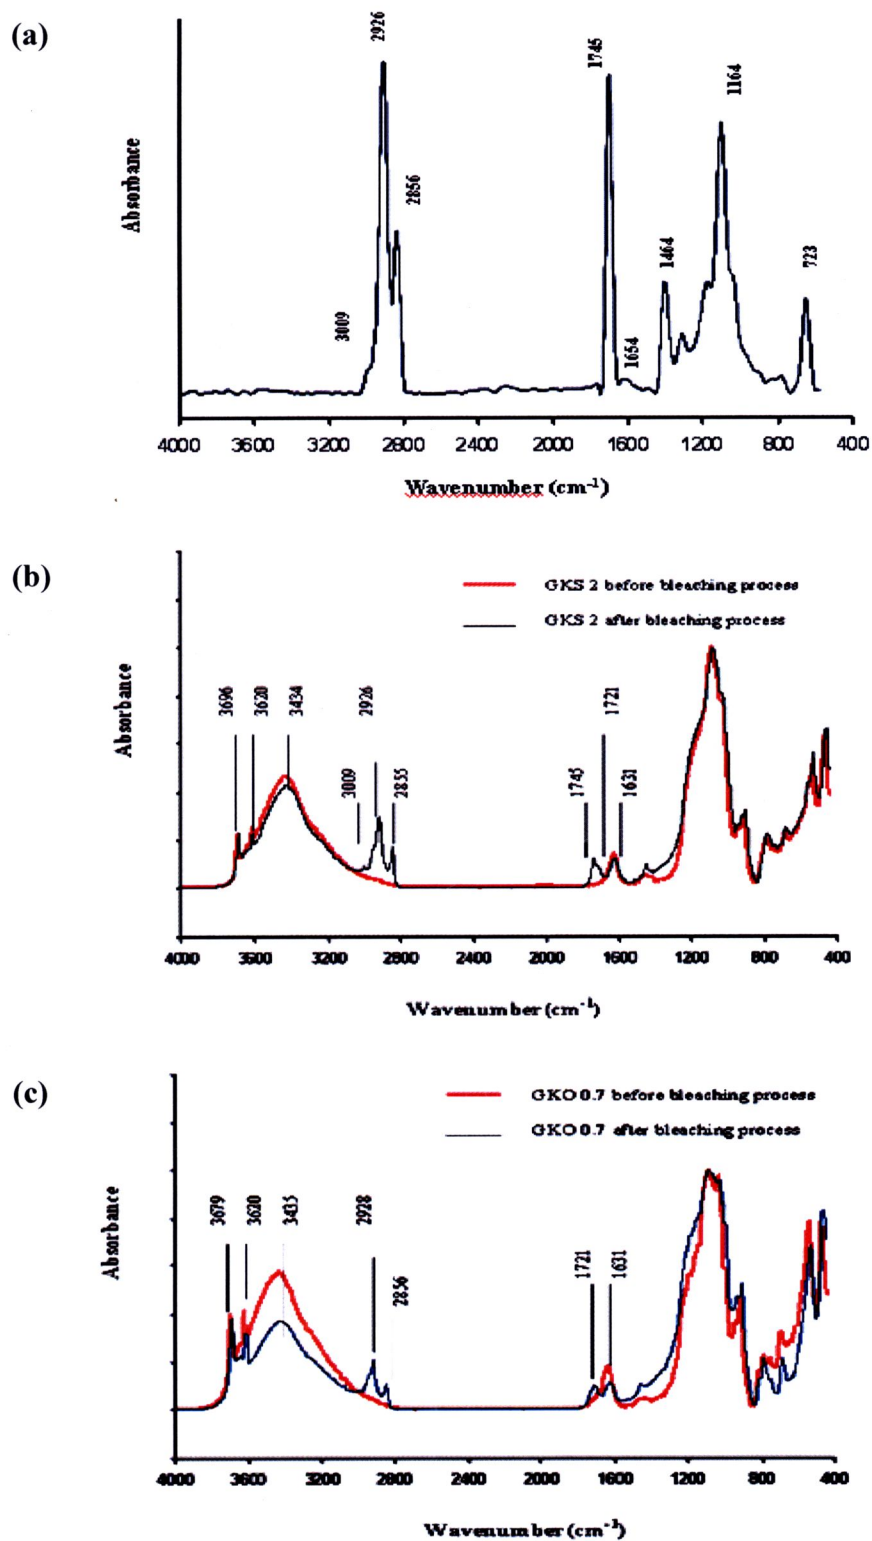 (a)
2926
1745
1164
2856
1464
723
3009
1654
Absorbance
4000 3600 3200 2800 2400 2000 1600 1200 800 400
Wavenumber (cm-1)
(b)
GKS 2 before bleaching process
GKS 2 after bleaching process
3696
3620
3434
2926
1721
3009
2855
1745
1631
Absorbance
4000 3600 3200 2800 2400 2000 1600 1200 800 400
Wavenumber (cm-1)
(c)
GKO 0.7 before bleaching process
GKO 0.7 after bleaching process
3679
3620
3435
2928
2856
1721
1631
Absorbance
4000 3600 3200 2800 2400 2000 1600 1200 800 400
Wavenumber (cm-1)